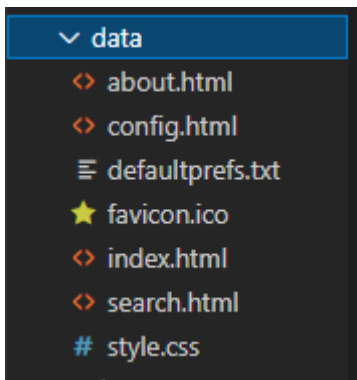 data
about.html
config.html
defaultprefs.txt
favicon.ico
index.html
search.html
# style.css